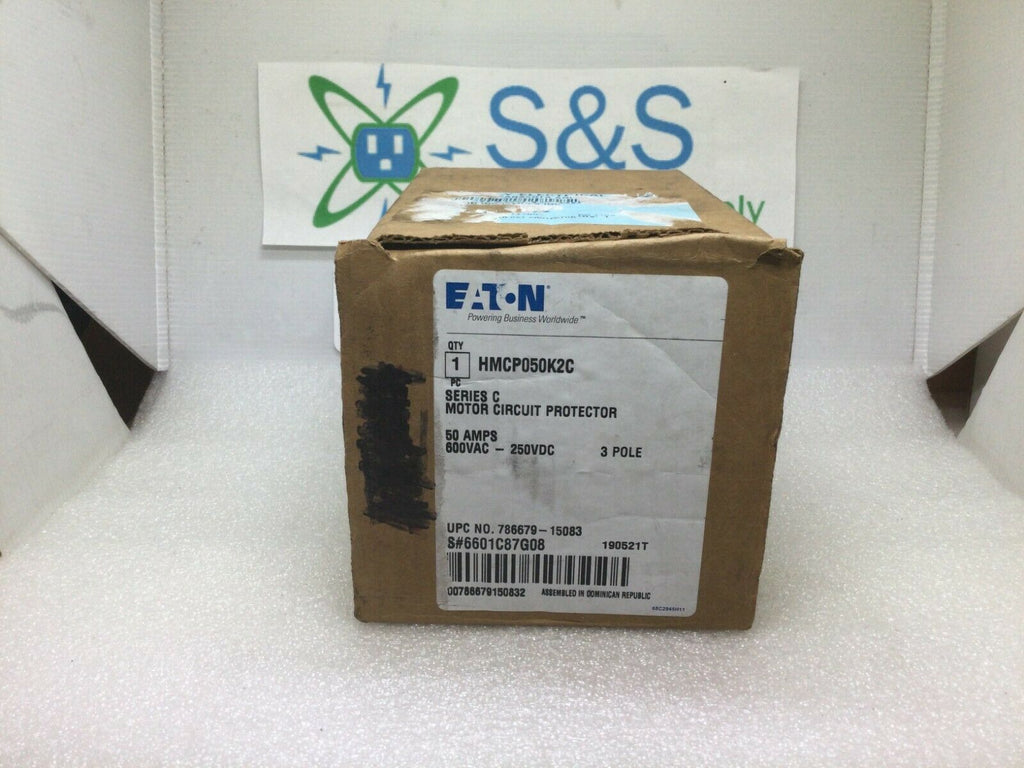 S&S
ply
EATON
Powering Business Worldwide™
QTY
1 HMCP050K2C
PC
SERIES C
MOTOR CIRCUIT PROTECTOR
50 AMPS
600VAC - 250VDC 3 POLE
UPC NO. 786679-15083
S#6601C87G08 190521T
00786679150832 ASSEMBLED IN DOMINICAN REPUBLIC